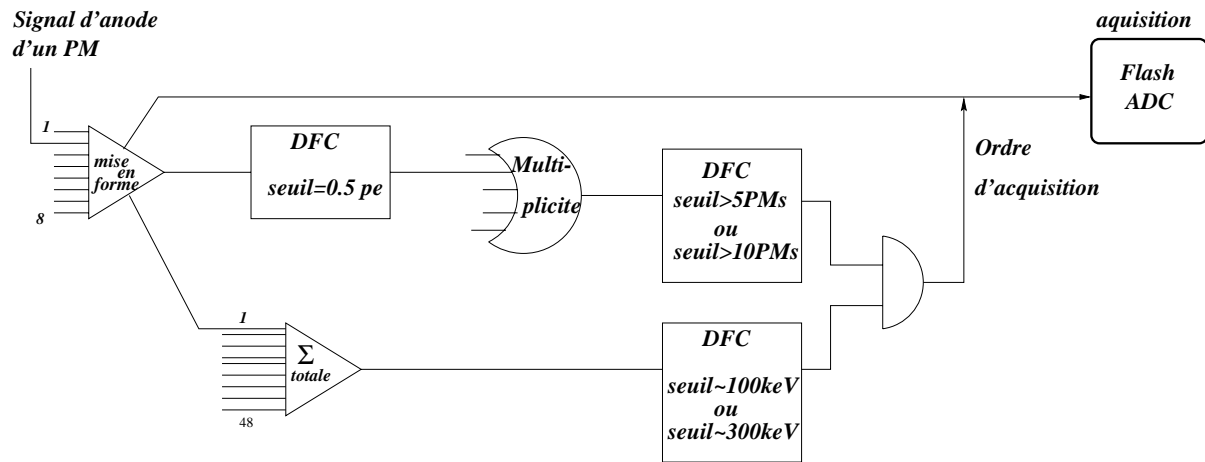 Signal d'anode
d'un PM
aquisition
Flash
ADC
1
mise
en
forme
8
DFC
seuil=0.5 pe
Multi-
plicite
DFC
seuil>5PMs
ou
seuil>10PMs
Ordre
d'acquisition
1
Σ
totale
48
DFC
seuil~100keV
ou
seuil~300keV